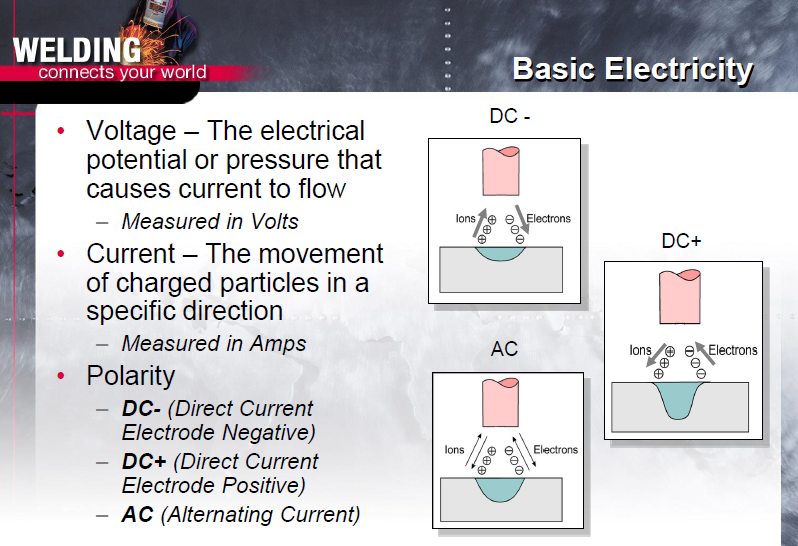 WELDING
connects your world
Basic Electricity
• Voltage – The electrical
potential or pressure that
causes current to flow
– Measured in Volts
• Current – The movement
of charged particles in a
specific direction
– Measured in Amps
• Polarity
– DC- (Direct Current
Electrode Negative)
– DC+ (Direct Current
Electrode Positive)
– AC (Alternating Current)
DC -
Ions Electrons
DC+
Ions Electrons
AC
Ions Electrons